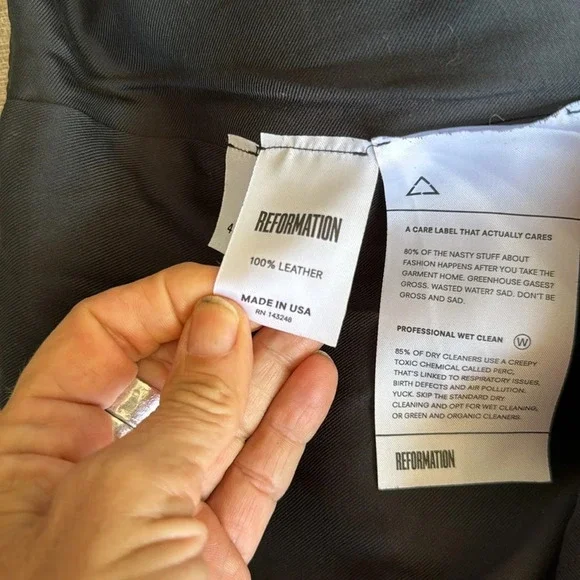 4
REFORMATION
100% LEATHER
MADE IN USA
RN 143246
A CARE LABEL THAT ACTUALLY CARES
80% OF THE NASTY STUFF ABOUT
FASHION HAPPENS AFTER YOU TAKE THE
GARMENT HOME. GREENHOUSE GASES?
GROSS. WASTED WATER? SAD. DON'T BE
GROSS AND SAD.
PROFESSIONAL WET CLEAN W
85% OF DRY CLEANERS USE A CREEPY
TOXIC CHEMICAL CALLED PERC,
THAT'S LINKED TO RESPIRATORY ISSUES,
BIRTH DEFECTS AND AIR POLLUTION.
YUCK. SKIP THE STANDARD DRY
CLEANING AND OPT FOR WET CLEANING,
OR GREEN AND ORGANIC CLEANERS.
REFORMATION